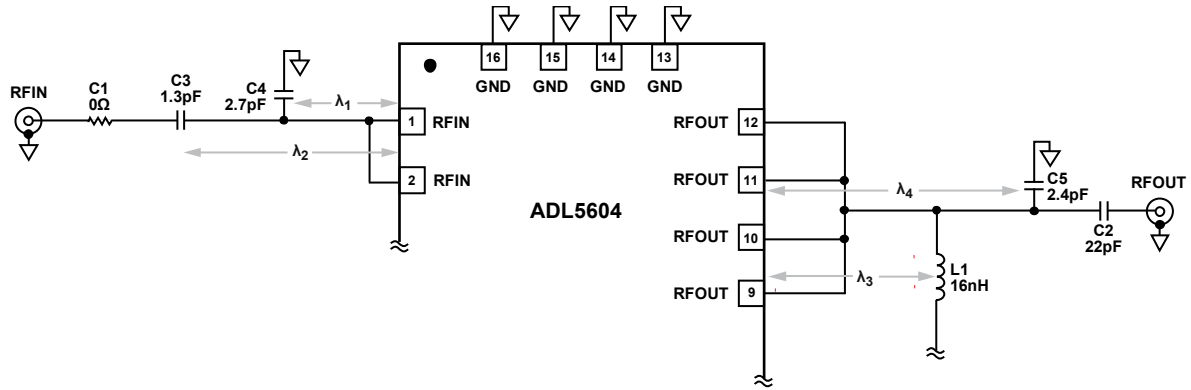 16
15
14
13
GND
GND
GND
GND
RFIN
C1
0Ω
C3
1.3pF
C4
2.7pF
λ1
λ2
1
RFIN
2
RFIN
ADL5604
RFOUT
12
RFOUT
11
RFOUT
10
RFOUT
9
λ4
λ3
C5
2.4pF
RFOUT
C2
22pF
L1
16nH